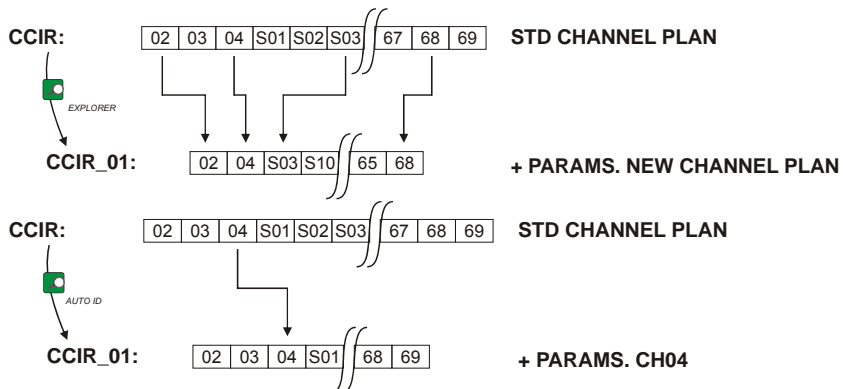 CCIR: 02 03 04 S01 S02 S03 67 68 69 STD CHANNEL PLAN
EXPLORER
CCIR_01: 02 04 S03 S10 65 68 + PARAMS. NEW CHANNEL PLAN
CCIR: 02 03 04 S01 S02 S03 67 68 69 STD CHANNEL PLAN
AUTO ID
CCIR_01: 02 03 04 S01 68 69 + PARAMS. CH04